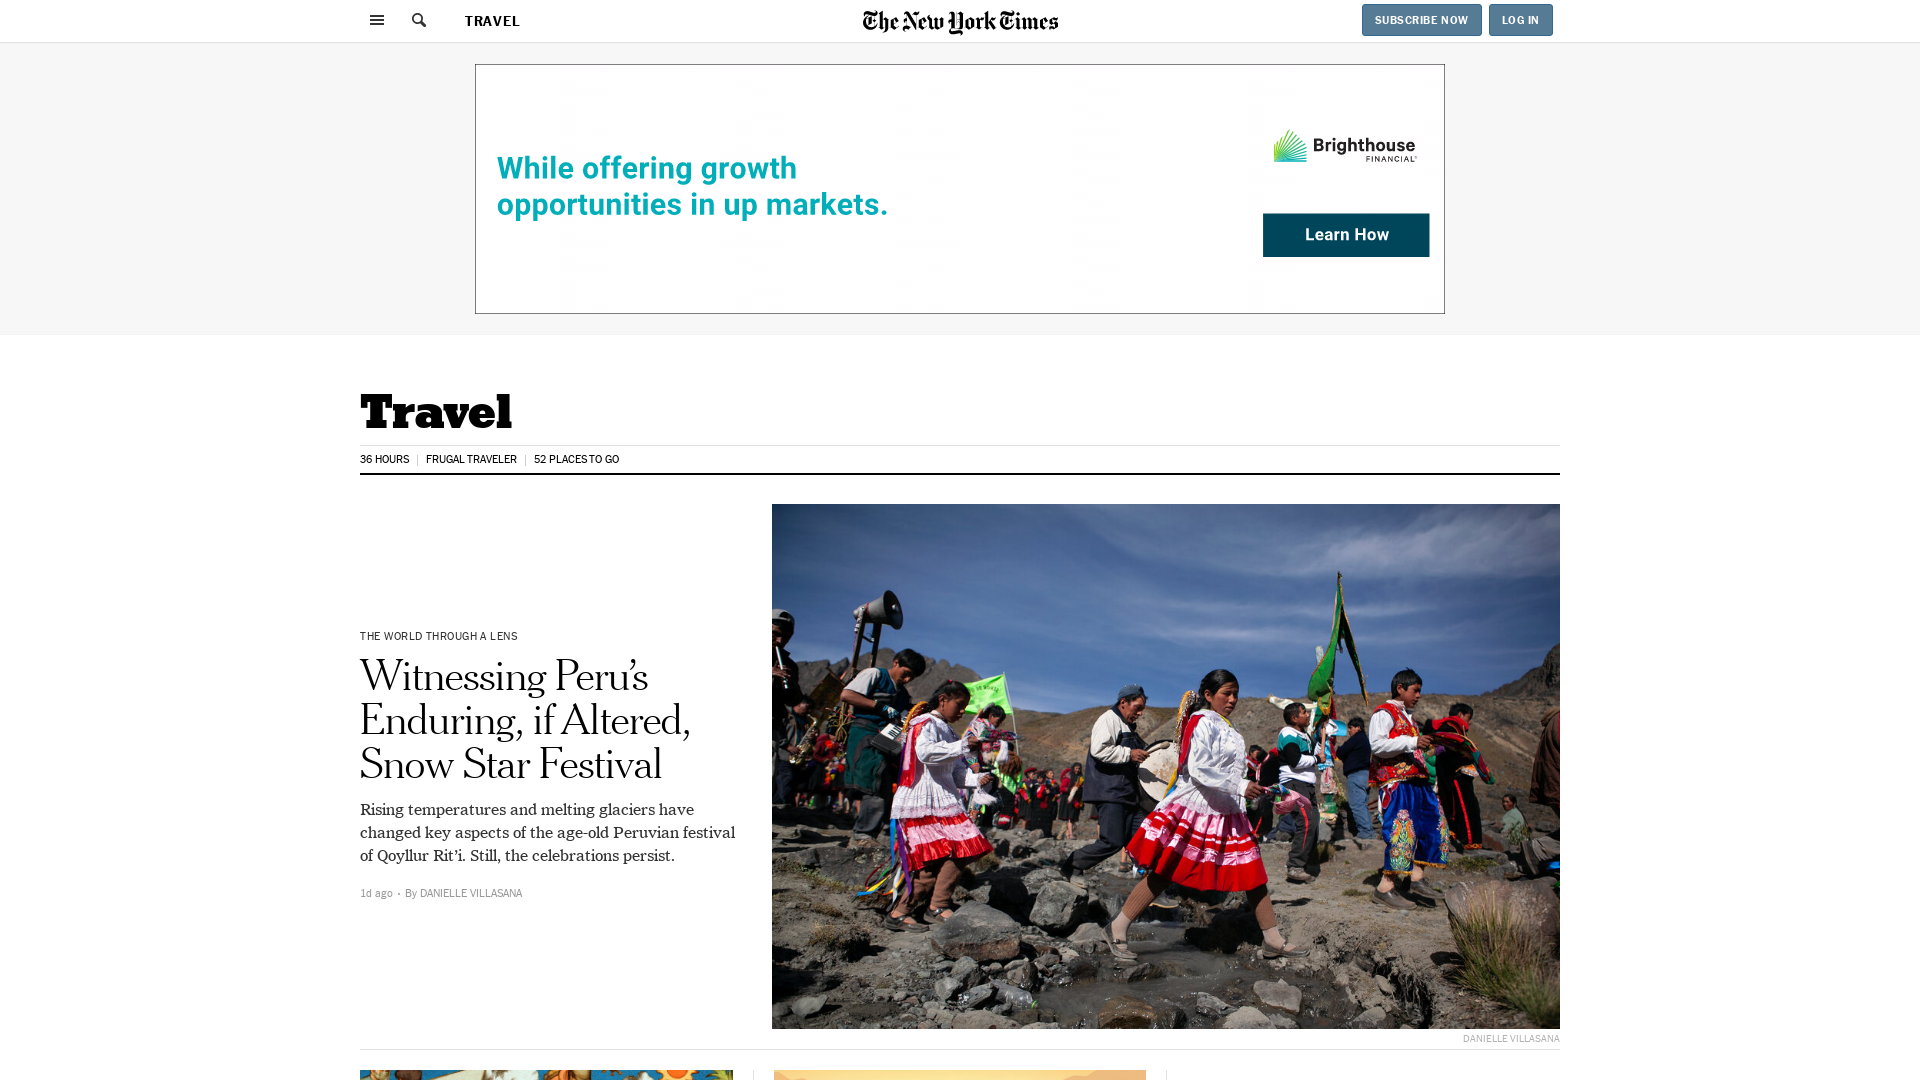 TRAVEL
The New York Times
SUBSCRIBE NOW
LOG IN
While offering growth
opportunities in up markets.
Brighthouse
FINANCIAL
Learn How
Travel
36 HOURS
FRUGAL TRAVELER
52 PLACES TO GO
THE WORLD THROUGH A LENS
Witnessing Peru’s
Enduring, if Altered,
Snow Star Festival
Rising temperatures and melting glaciers have
changed key aspects of the age-old Peruvian festival
of Qoyllur Rit’i. Still, the celebrations persist.
1d ago • By DANIELLE VILLASANA
DANIELLE VILLASANA